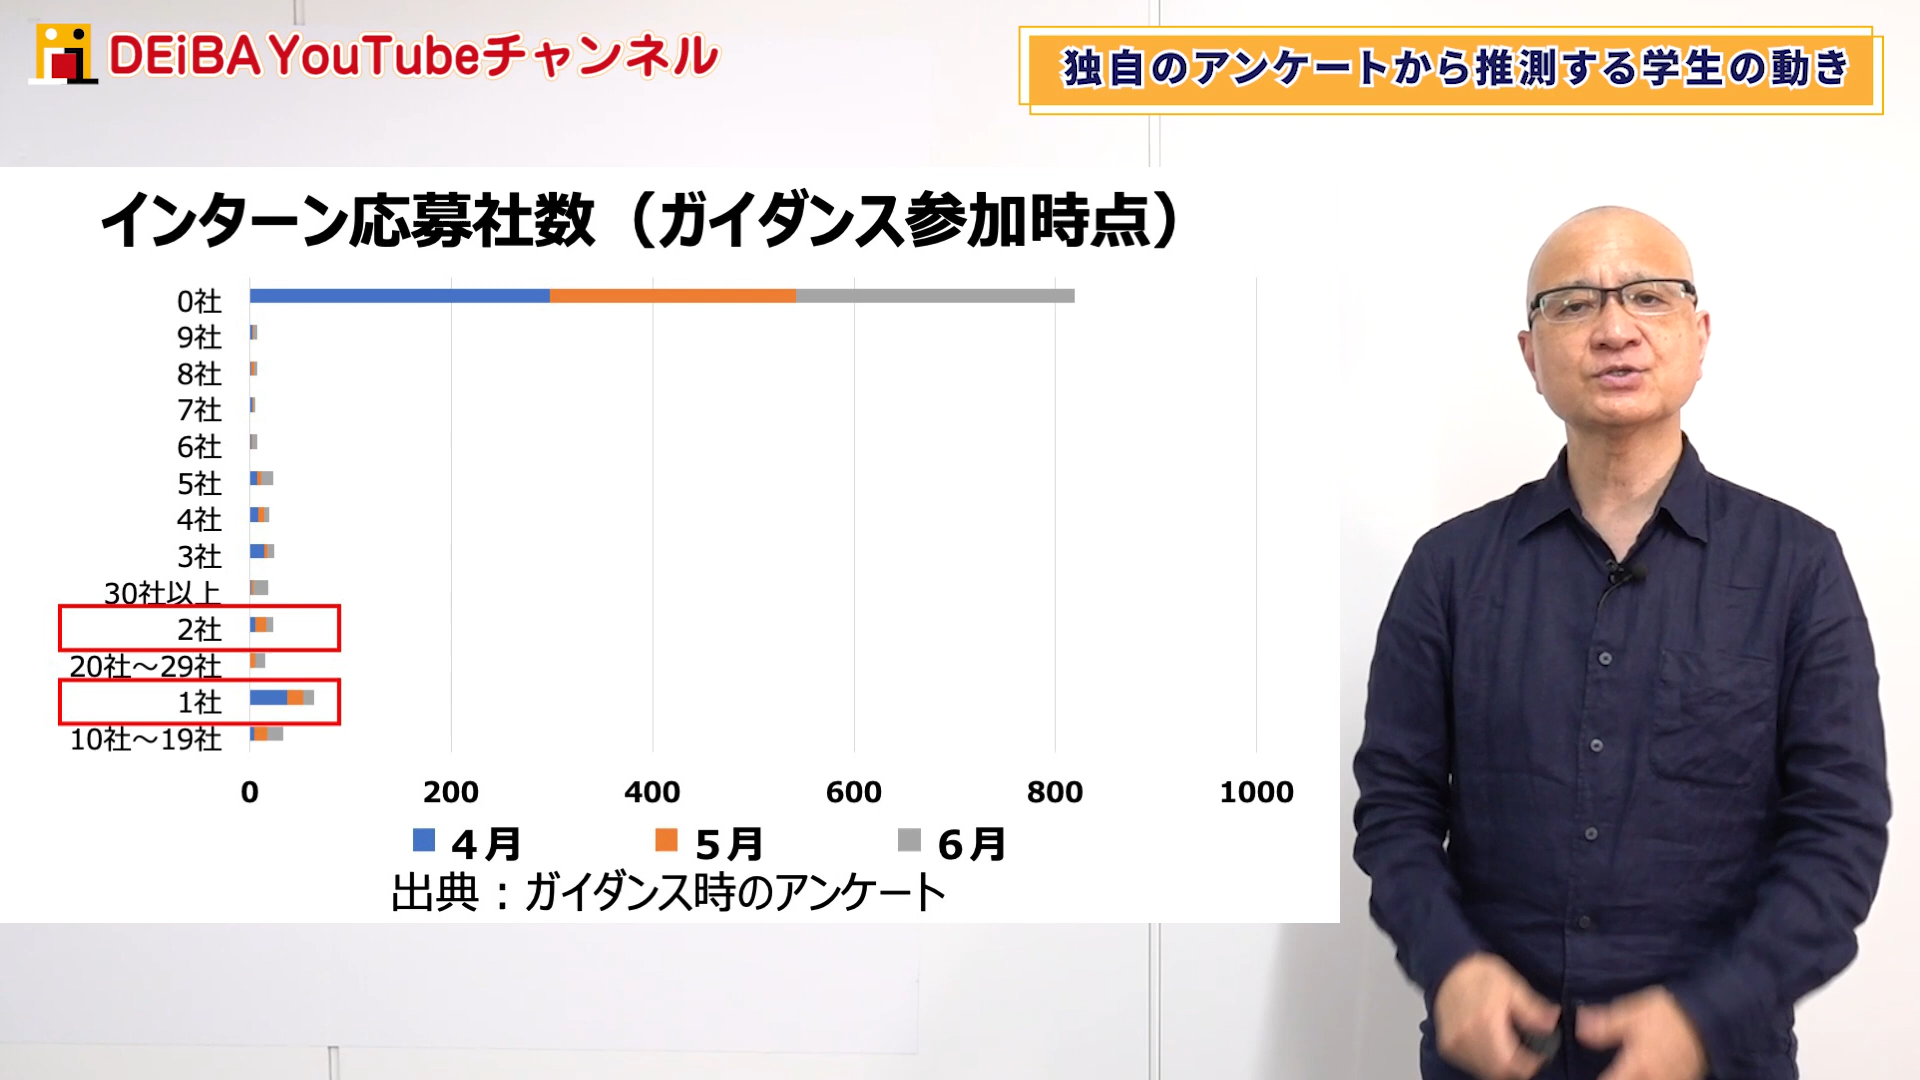 DEiBA YouTubeチャンネル
独自のアンケートから推測する学生の動き
インターン応募社数（ガイダンス参加時点）
0社
9社
8社
7社
6社
5社
4社
3社
30社以上
2社
20社～29社
1社
10社～19社
0 200 400 600 800 1000
４月 ５月 ６月
出典：ガイダンス時のアンケート